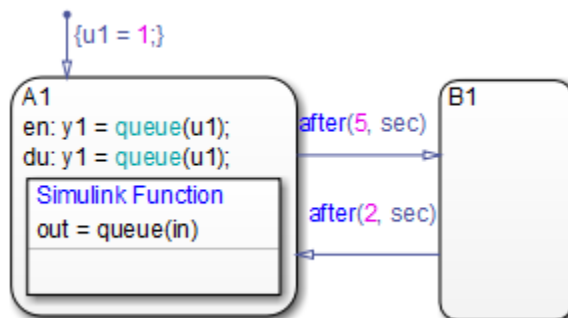 {u1 = 1;}
A1
en: y1 = queue(u1);
du: y1 = queue(u1);
Simulink Function
out = queue(in)
after(5, sec)
after(2, sec)
B1